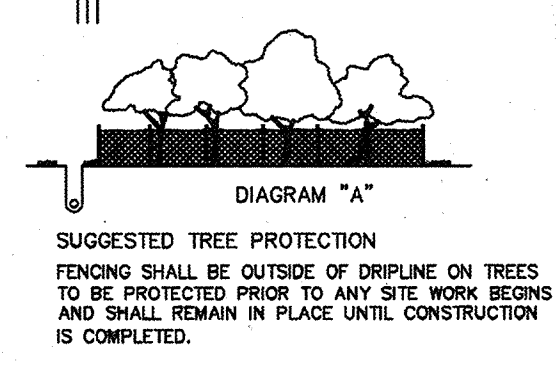 DIAGRAM "A"
SUGGESTED TREE PROTECTION
FENCING SHALL BE OUTSIDE OF DRIPLINE ON TREES
TO BE PROTECTED PRIOR TO ANY SITE WORK BEGINS
AND SHALL REMAIN IN PLACE UNTIL CONSTRUCTION
IS COMPLETED.